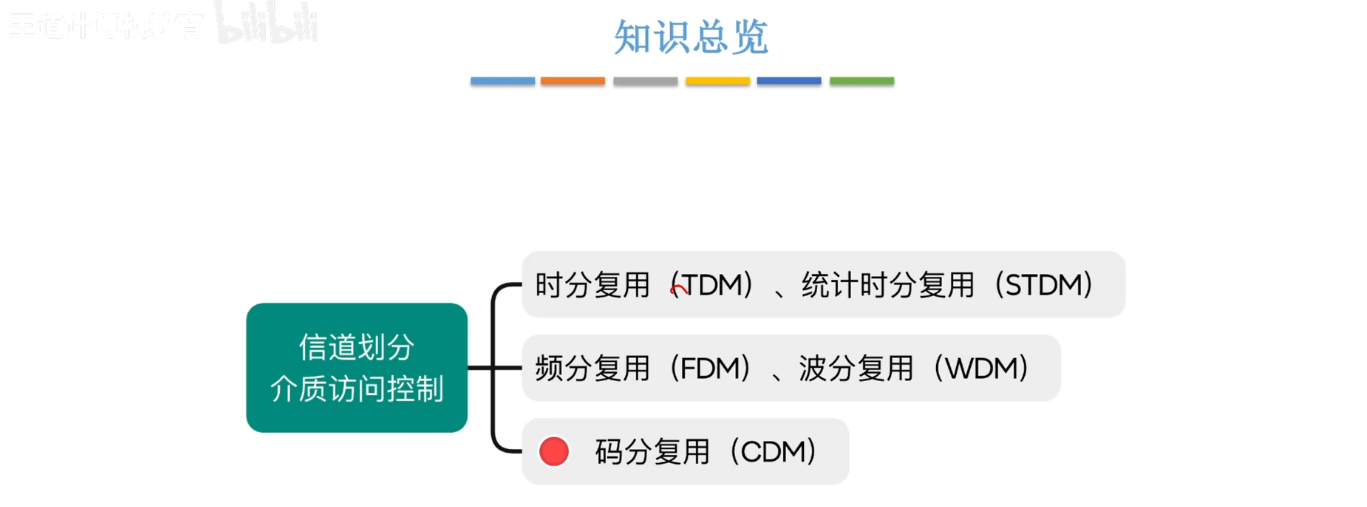 王道计算机教育 bilibili
知识总览
时分复用（TDM）、统计时分复用（STDM）
信道划分
介质访问控制
频分复用（FDM）、波分复用（WDM）
码分复用（CDM）